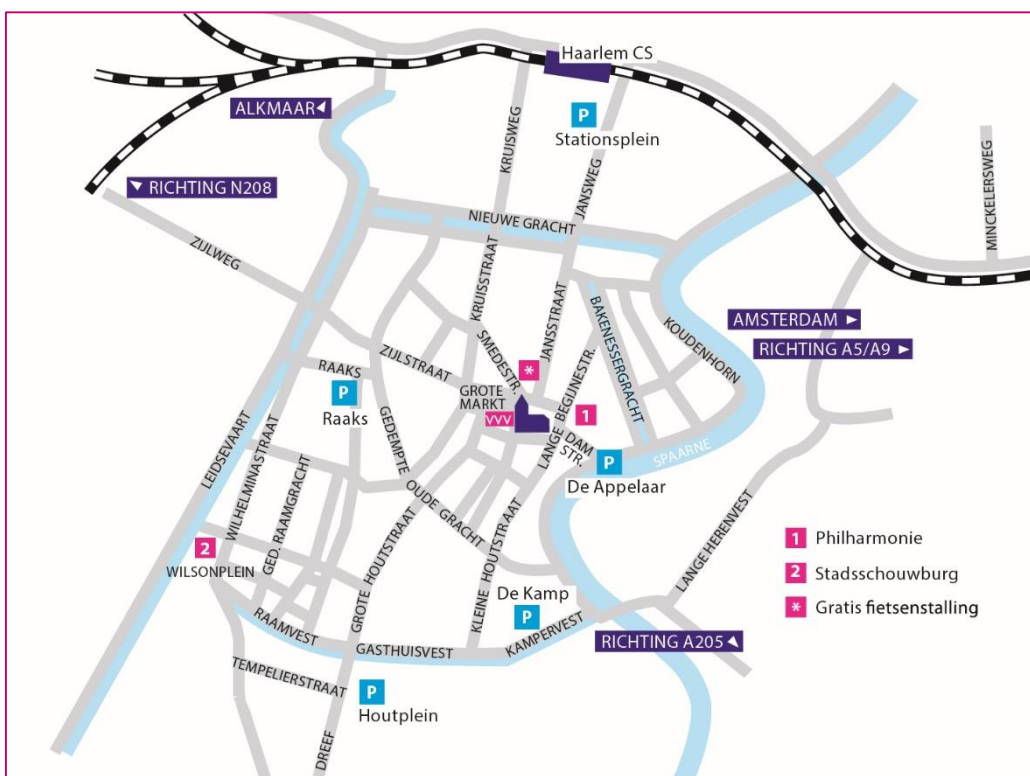 Haarlem CS
ALKMAAR
P
Stationsplein
KRUISWEG
JANSWEG
MINCKELERSWEG
RICHTING N208
NIEUWE GRACHT
ZIJLWEG
KRUISSTRAAT
JANSSTRAAT
BAKENESSERGRACHT
KOUDENHORN
AMSTERDAM
RICHTING A5/A9
SMEDESTR.
ZIJLSTRAAT
RAAKS
P
Raaks
GROTE
MARKT
VVV
*
1
LANGE BEGIJNESTR.
DAM
STR.
P
De Appelaar
SPAARNE
GEDEMPTE
OUDE GRACHT
LEIDSEVAART
WILHELMINASTRAAT
GED. RAAMGRACHT
GROTE HOUTSTRAAT
KLEINE HOUTSTRAAT
LANGE HERENVEST
2
WILSONPLEIN
1 Philharmonie
2 Stadsschouwburg
* Gratis fietsenstalling
De Kamp
P
RAAMVEST
GASTHUISVEST
KAMPERVEST
RICHTING A205
TEMPELIERSTRAAT
P
Houtplein
DREEF